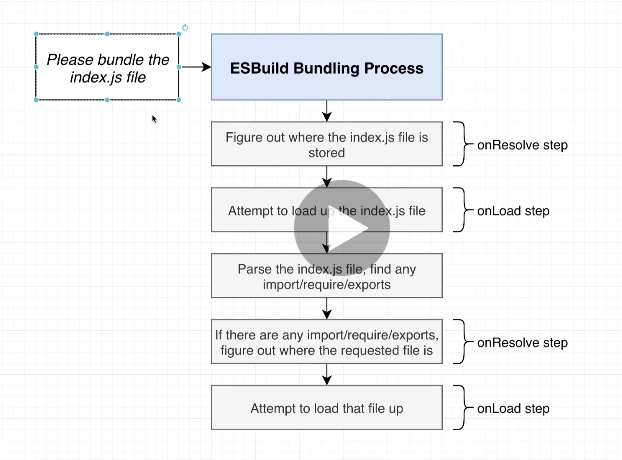 Please bundle the
index.js file
ESBuild Bundling Process
Figure out where the index.js file is
stored
onResolve step
Attempt to load up the index.js file
onLoad step
Parse the index.js file, find any
import/require/exports
If there are any import/require/exports,
figure out where the requested file is
onResolve step
Attempt to load that file up
onLoad step